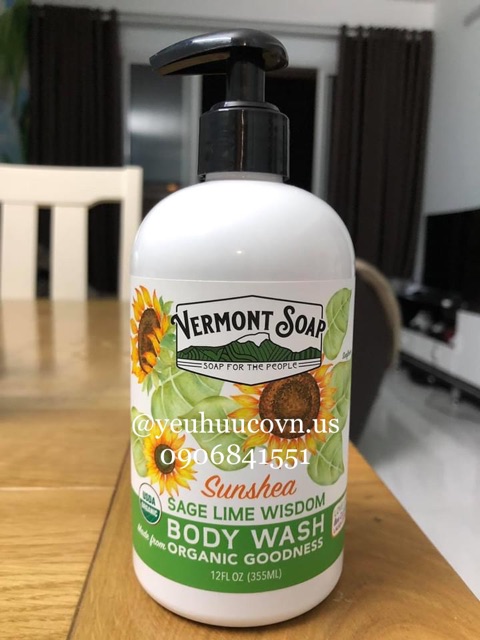 VERMONT SOAP
SOAP FOR THE PEOPLE
@yeuhuucovn.us
0906841551
Sunshea
SAGE LIME WISDOM
USDA
ORGANIC
BODY WASH
made from ORGANIC GOODNESS
12FL OZ (355ML)